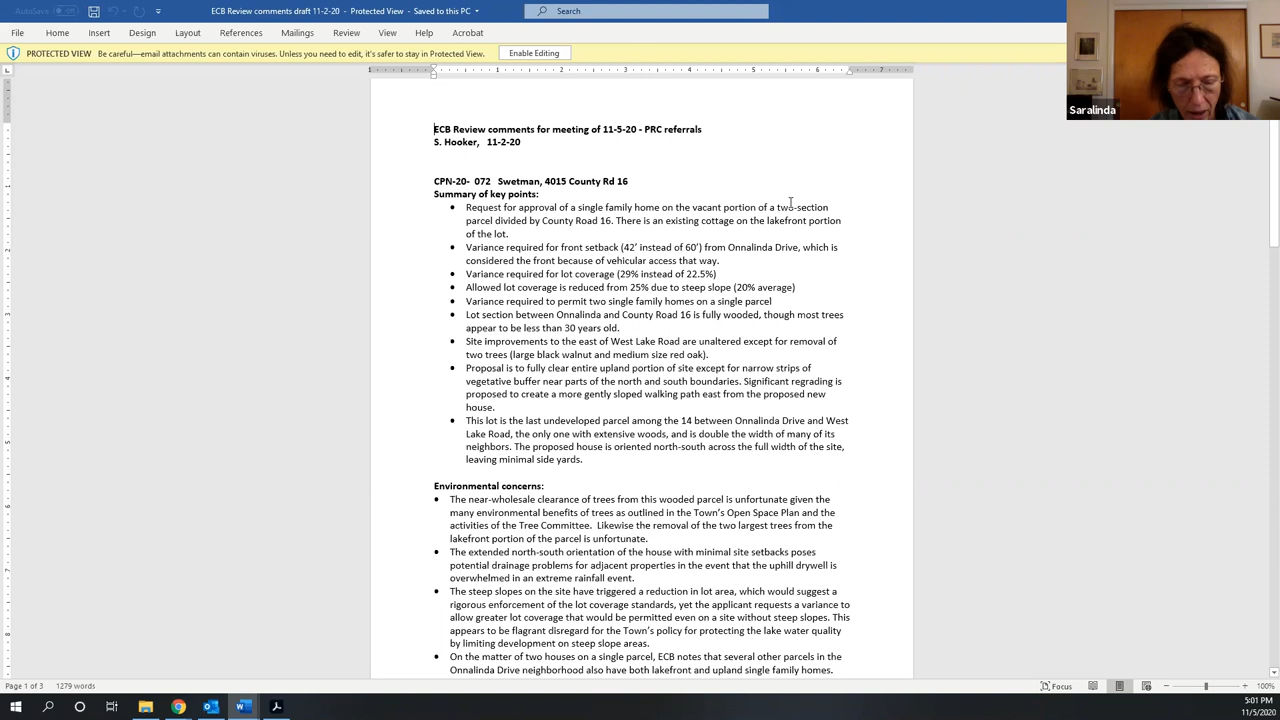 AutoSave
Off
ECB Review comments draft 11-2-20 - Protected View - Saved to this PC
Search
File Home Insert Design Layout References Mailings Review View Help Acrobat
PROTECTED VIEW Be careful—email attachments can contain viruses. Unless you need to edit, it's safer to stay in Protected View. Enable Editing
Saralinda
1 1 2 3 4 5 6 7
ECB Review comments for meeting of 11-5-20 - PRC referrals
S. Hooker, 11-2-20
CPN-20- 072 Swetman, 4015 County Rd 16
Summary of key points:
• Request for approval of a single family home on the vacant portion of a two-section
parcel divided by County Road 16. There is an existing cottage on the lakefront portion
of the lot.
• Variance required for front setback (42’ instead of 60’) from Onnalinda Drive, which is
considered the front because of vehicular access that way.
• Variance required for lot coverage (29% instead of 22.5%)
• Allowed lot coverage is reduced from 25% due to steep slope (20% average)
• Variance required to permit two single family homes on a single parcel
• Lot section between Onnalinda and County Road 16 is fully wooded, though most trees
appear to be less than 30 years old.
• Site improvements to the east of West Lake Road are unaltered except for removal of
two trees (large black walnut and medium size red oak).
• Proposal is to fully clear entire upland portion of site except for narrow strips of
vegetative buffer near parts of the north and south boundaries. Significant regrading is
proposed to create a more gently sloped walking path east from the proposed new
house.
• This lot is the last undeveloped parcel among the 14 between Onnalinda Drive and West
Lake Road, the only one with extensive woods, and is double the width of many of its
neighbors. The proposed house is oriented north-south across the full width of the site,
leaving minimal side yards.
Environmental concerns:
• The near-wholesale clearance of trees from this wooded parcel is unfortunate given the
many environmental benefits of trees as outlined in the Town’s Open Space Plan and the
activities of the Tree Committee. Likewise the removal of the two largest trees from the
lakefront portion of the parcel is unfortunate.
• The extended north-south orientation of the house with minimal site setbacks poses
potential drainage problems for adjacent properties in the event that the uphill drywell is
overwhelmed in an extreme rainfall event.
• The steep slopes on the site have triggered a reduction in lot area, which would suggest a
rigorous enforcement of the lot coverage standards, yet the applicant requests a variance to
allow greater lot coverage that would be permitted even on a site without steep slopes. This
appears to be flagrant disregard for the Town’s policy for protecting the lake water quality
by limiting development on steep slope areas.
• On the matter of two houses on a single parcel, ECB notes that several other parcels in the
Onnalinda Drive neighborhood also have both lakefront and upland single family homes.
Page 1 of 3 1279 words Focus 100%
5:01 PM
11/5/2020